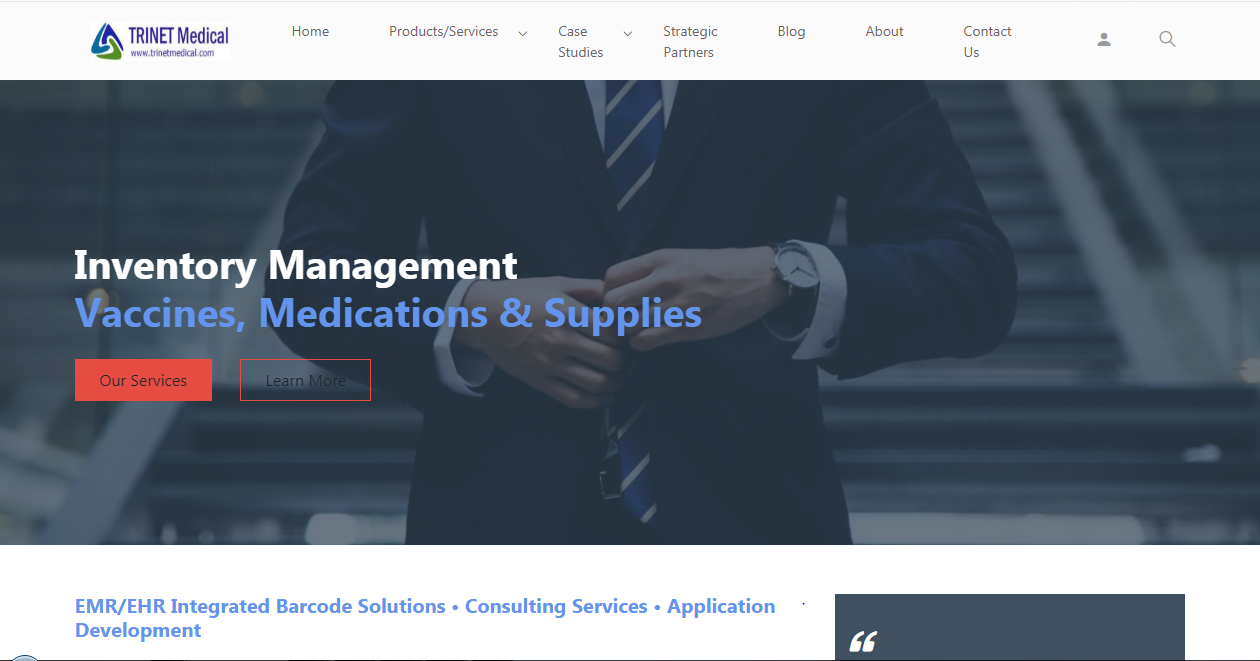 TRINET Medical
www.trinetmedical.com
Home
Products/Services
Case
Studies
Strategic
Partners
Blog
About
Contact
Us
Inventory Management
Vaccines, Medications & Supplies
Our Services
Learn More
EMR/EHR Integrated Barcode Solutions • Consulting Services • Application
Development
“